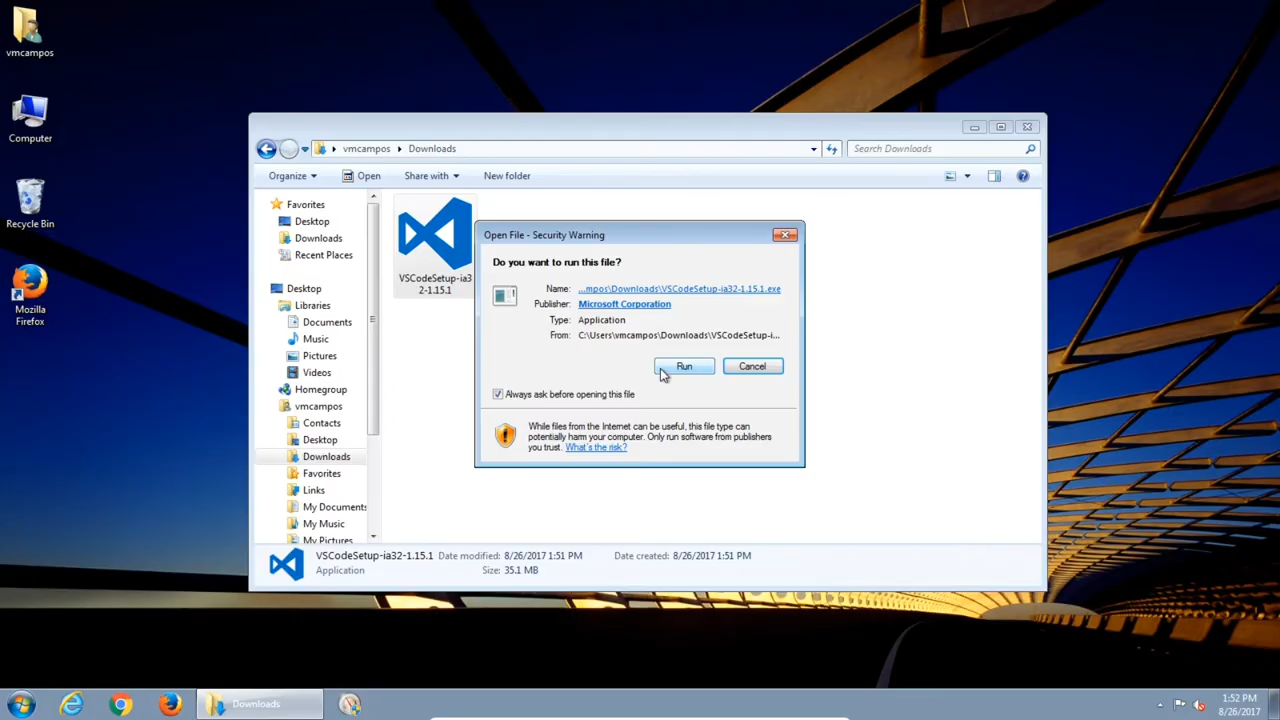 vmcampos
Computer
Recycle Bin
Mozilla
Firefox
vmcampos
Downloads
Search Downloads
Organize
Open
Share with
New folder
Favorites
Desktop
Downloads
Recent Places
Desktop
Libraries
Documents
Music
Pictures
Videos
Homegroup
vmcampos
Contacts
Desktop
Downloads
Favorites
Links
My Documents
My Music
My Pictures
VSCodeSetup-ia3
2-1.15.1
Open File - Security Warning
Do you want to run this file?
Name: ...mpos\Downloads\VSCodeSetup-ia32-1.15.1.exe
Publisher: Microsoft Corporation
Type: Application
From: C:\Users\vmcampos\Downloads\VSCodeSetup-i...
Run
Cancel
Always ask before opening this file
While files from the Internet can be useful, this file type can
potentially harm your computer. Only run software from publishers
you trust. What's the risk?
VSCodeSetup-ia32-1.15.1 Date modified: 8/26/2017 1:51 PM Date created: 8/26/2017 1:51 PM
Application Size: 35.1 MB
Downloads
1:52 PM
8/26/2017